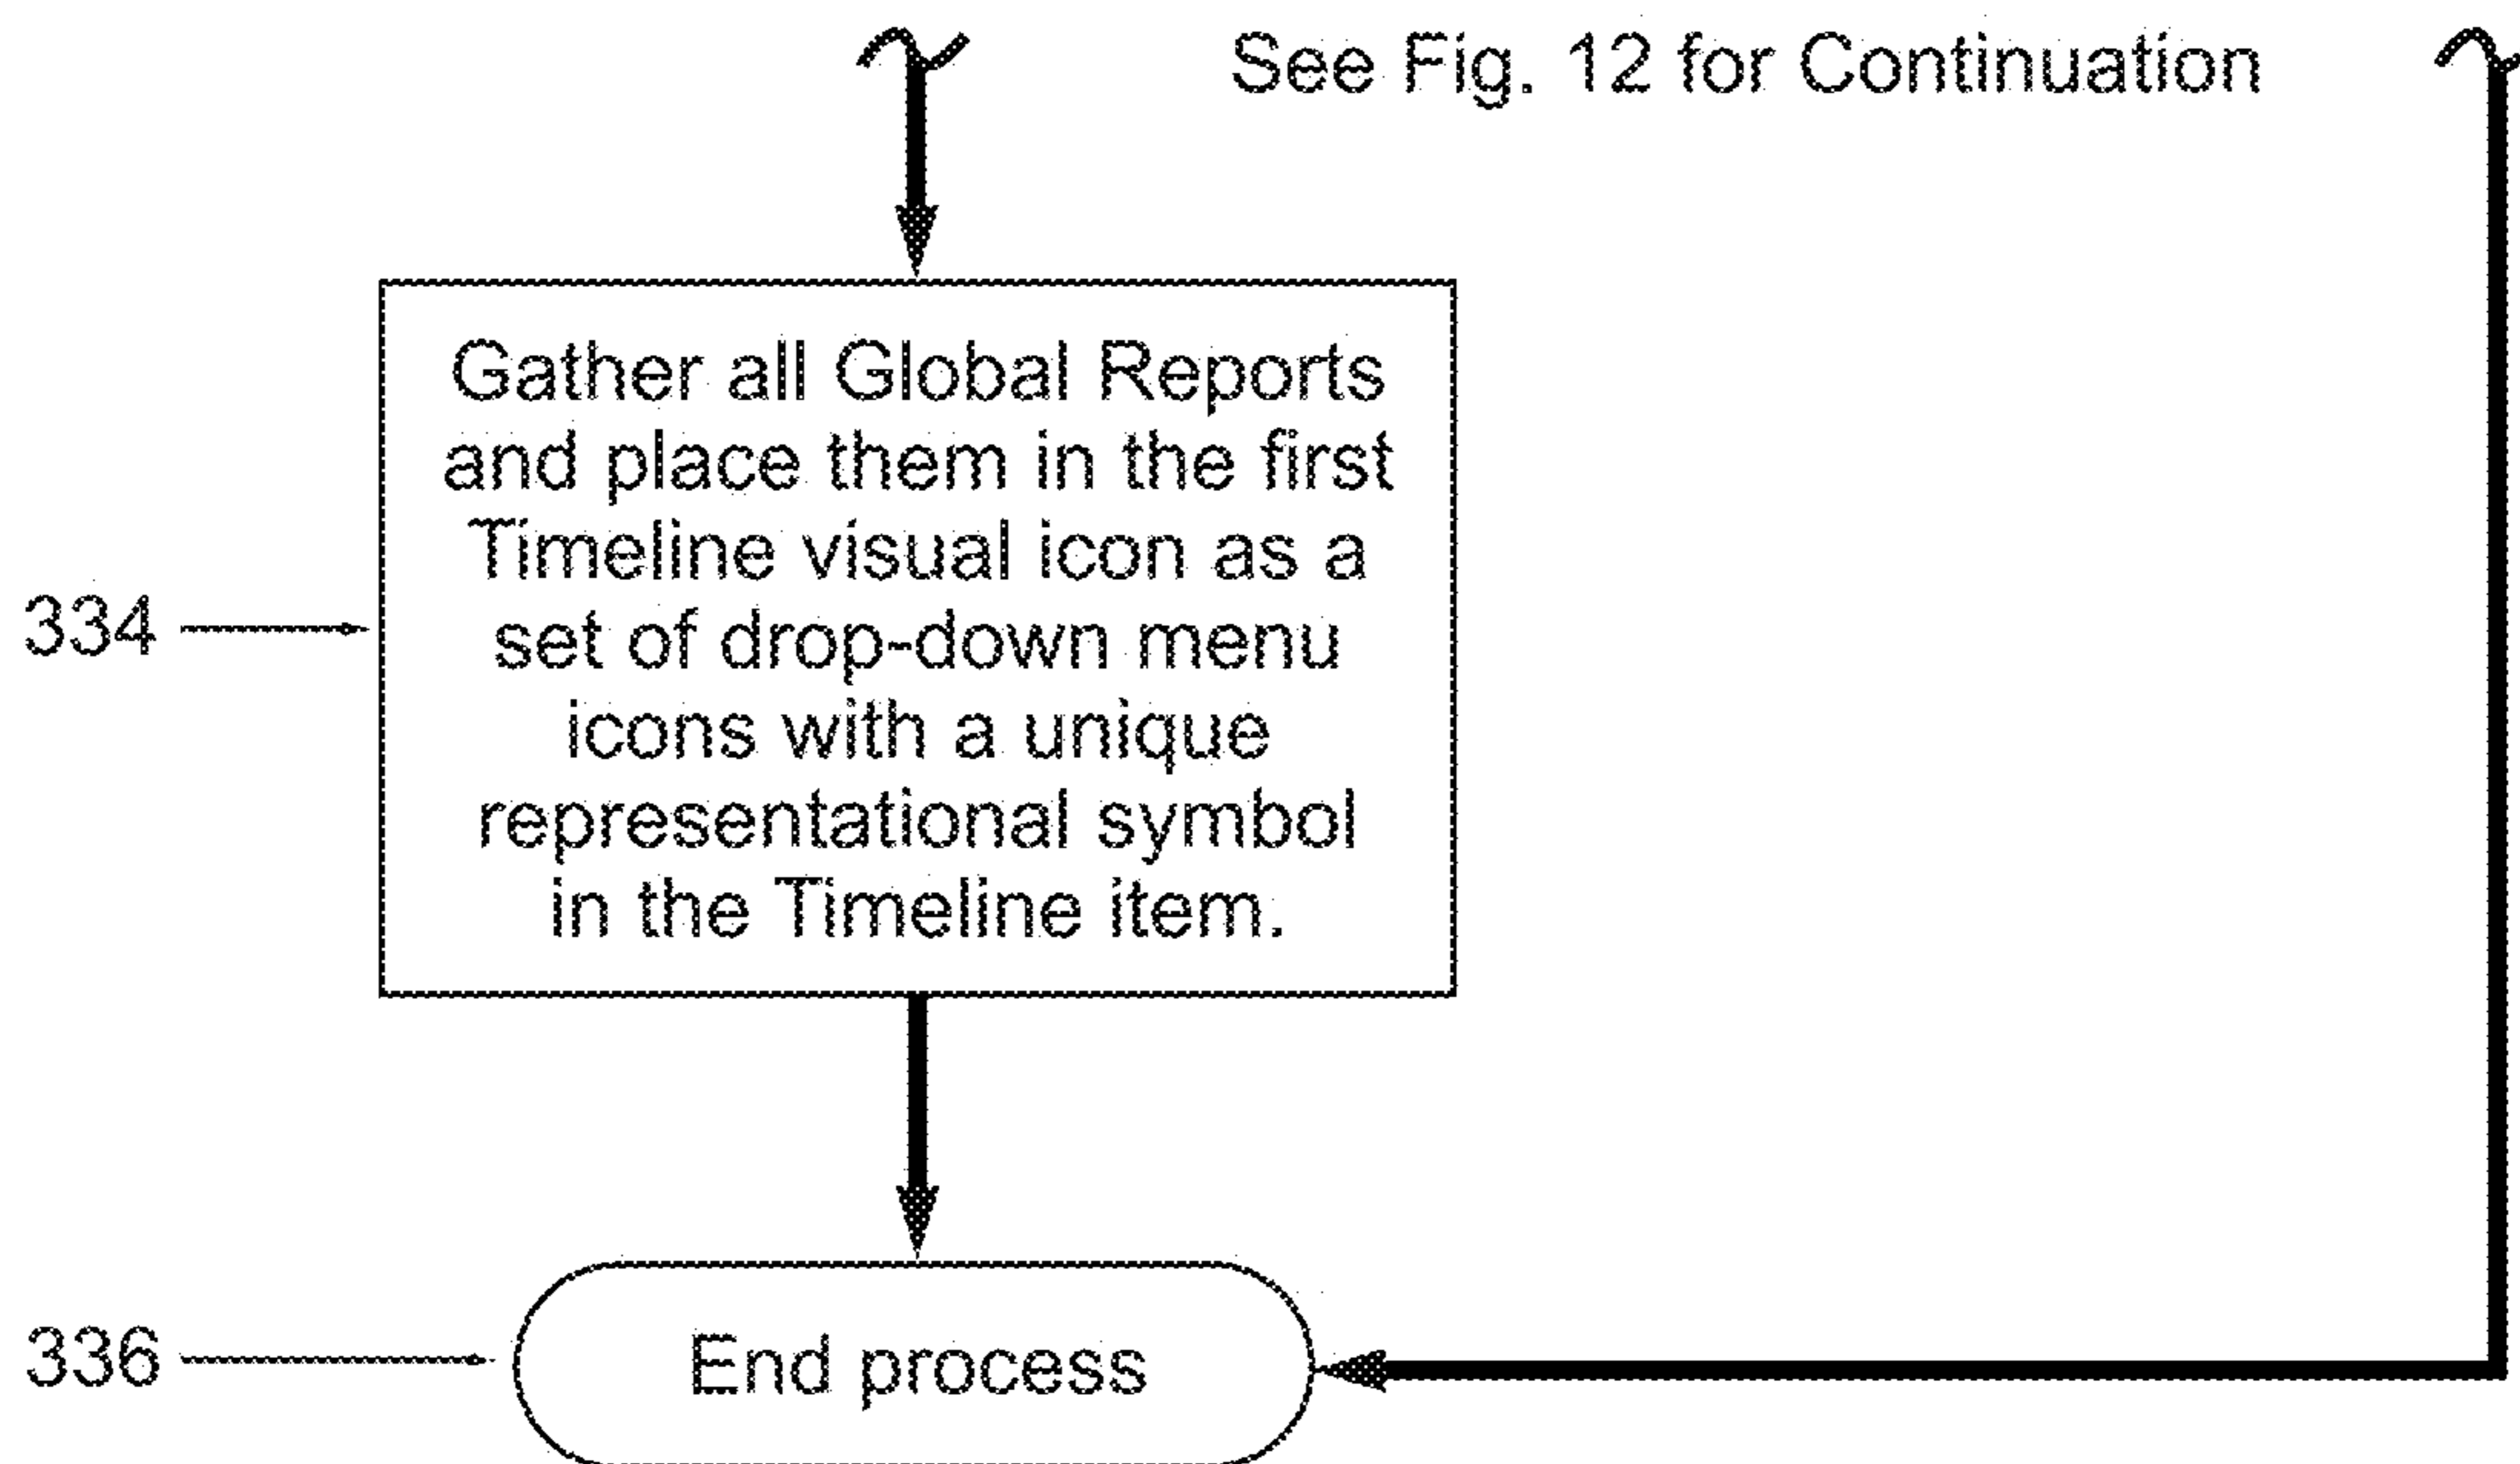 See Fig. 12 for Continuation
Gather all Global Reports
and place them in the first
Timeline visual icon as a
set of drop-down menu
icons with a unique
representational symbol
in the Timeline item.
334
End process
336